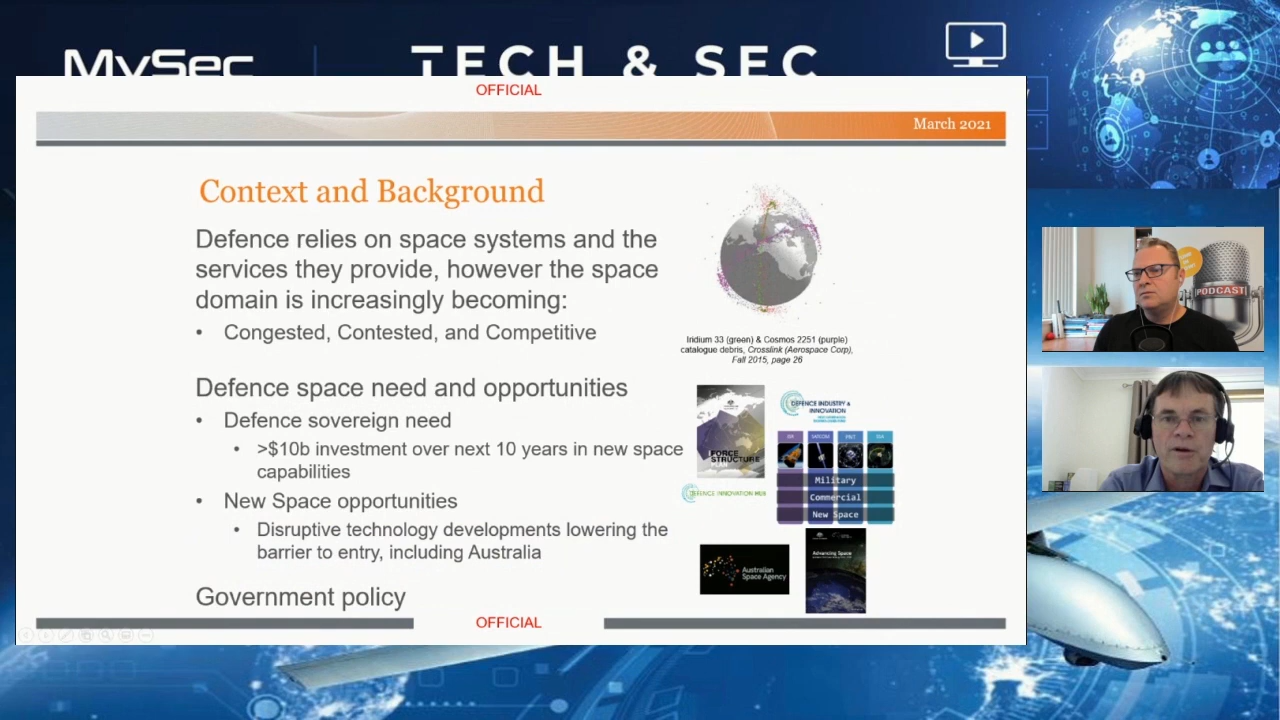 MySec
TECH & SEC
OFFICIAL
March 2021
Context and Background
Defence relies on space systems and the
services they provide, however the space
domain is increasingly becoming:
• Congested, Contested, and Competitive
Iridium 33 (green) & Cosmos 2251 (purple)
catalogue debris, Crosslink (Aerospace Corp),
Fall 2015, page 26
Defence space need and opportunities
• Defence sovereign need
• >$10b investment over next 10 years in new space
capabilities
• New Space opportunities
• Disruptive technology developments lowering the
barrier to entry, including Australia
Government policy
FORCE
STRUCTURE
PLAN
DEFENCE INDUSTRY &
INNOVATION
DEFENCE INNOVATION HUB
SATCOM
Military
Commercial
New Space
Australian
Space Agency
Advancing Space
OFFICIAL
PODCAST